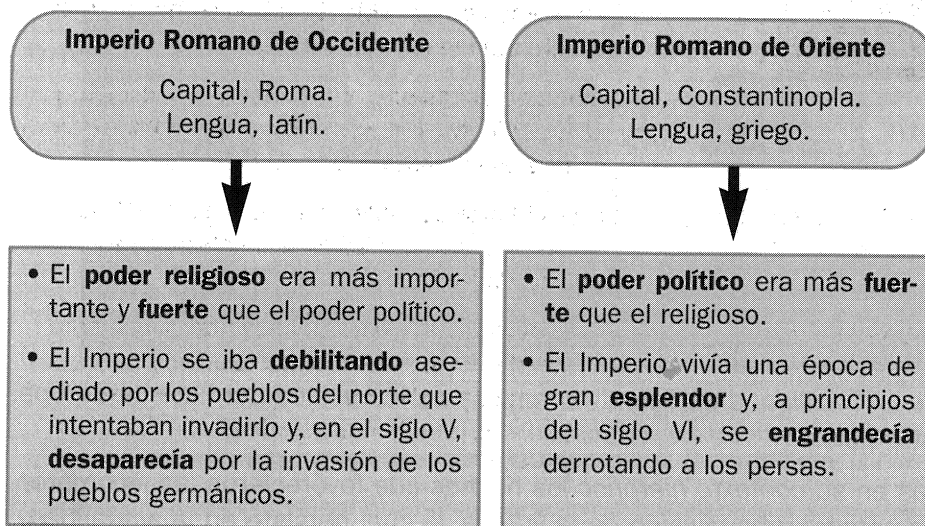 Imperio Romano de Occidente
Capital, Roma.
Lengua, latín.
• El poder religioso era más impor-
tante y fuerte que el poder político.
• El Imperio se iba debilitando ase-
diado por los pueblos del norte que
intentaban invadirlo y, en el siglo V,
desaparecía por la invasión de los
pueblos germánicos.
Imperio Romano de Oriente
Capital, Constantinopla.
Lengua, griego.
• El poder político era más fuer-
te que el religioso.
• El Imperio vivía una época de
gran esplendor y, a principios
del siglo VI, se engrandecía
derrotando a los persas.